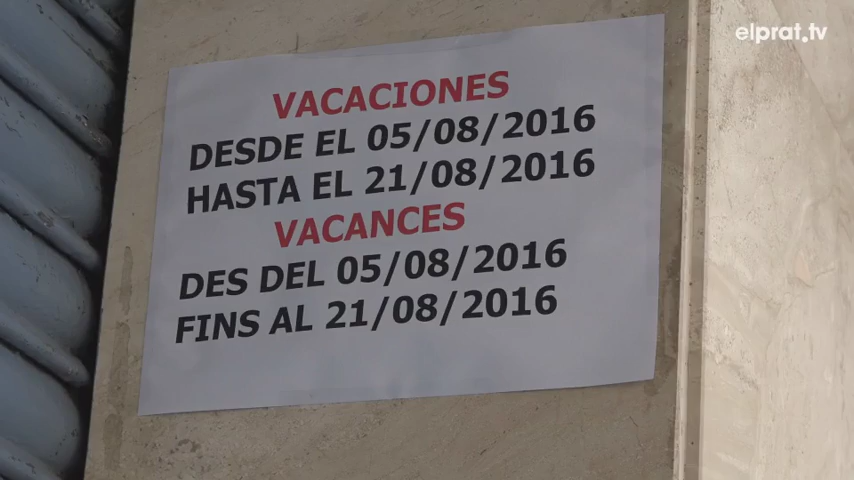 elprat.tv
VACACIONES
DESDE EL 05/08/2016
HASTA EL 21/08/2016
VACANCES
DES DEL 05/08/2016
FINS AL 21/08/2016